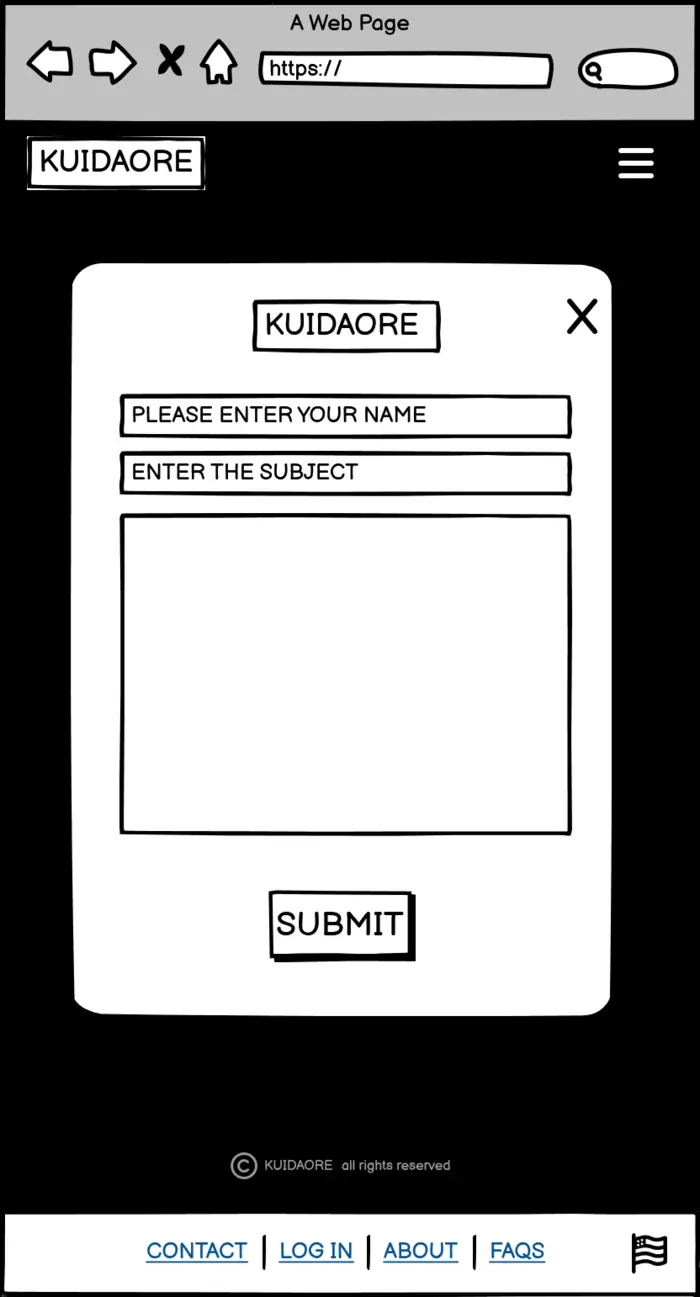 A Web Page
https://
KUIDAORE
KUIDAORE
PLEASE ENTER YOUR NAME
ENTER THE SUBJECT
SUBMIT
© KUIDAORE all rights reserved
CONTACT | LOG IN | ABOUT | FAQS